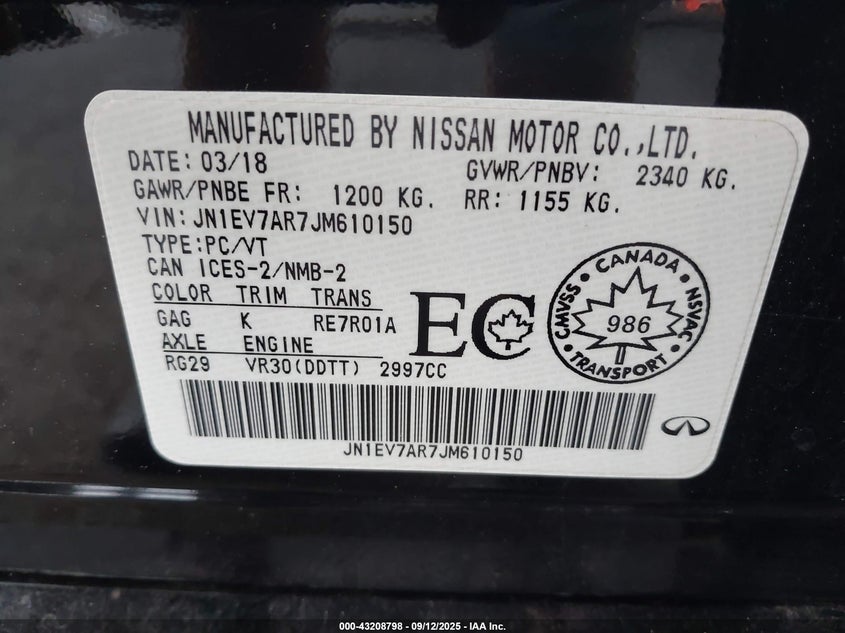 MANUFACTURED BY NISSAN MOTOR CO.,LTD.
DATE: 03/18 GVWR/PNBV: 2340 KG.
GAWR/PNBE FR: 1200 KG. RR: 1155 KG.
VIN: JN1EV7AR7JM610150
TYPE:PC/VT
CAN ICES-2/NMB-2
COLOR TRIM TRANS
GAG K RE7R01A
AXLE ENGINE
RG29 VR30(DDTT) 2997CC
EC
CANADA
CMVSS 986 NSVAC
TRANSPORT
JN1EV7AR7JM610150
000-43208798 - 09/12/2025 - IAA Inc.